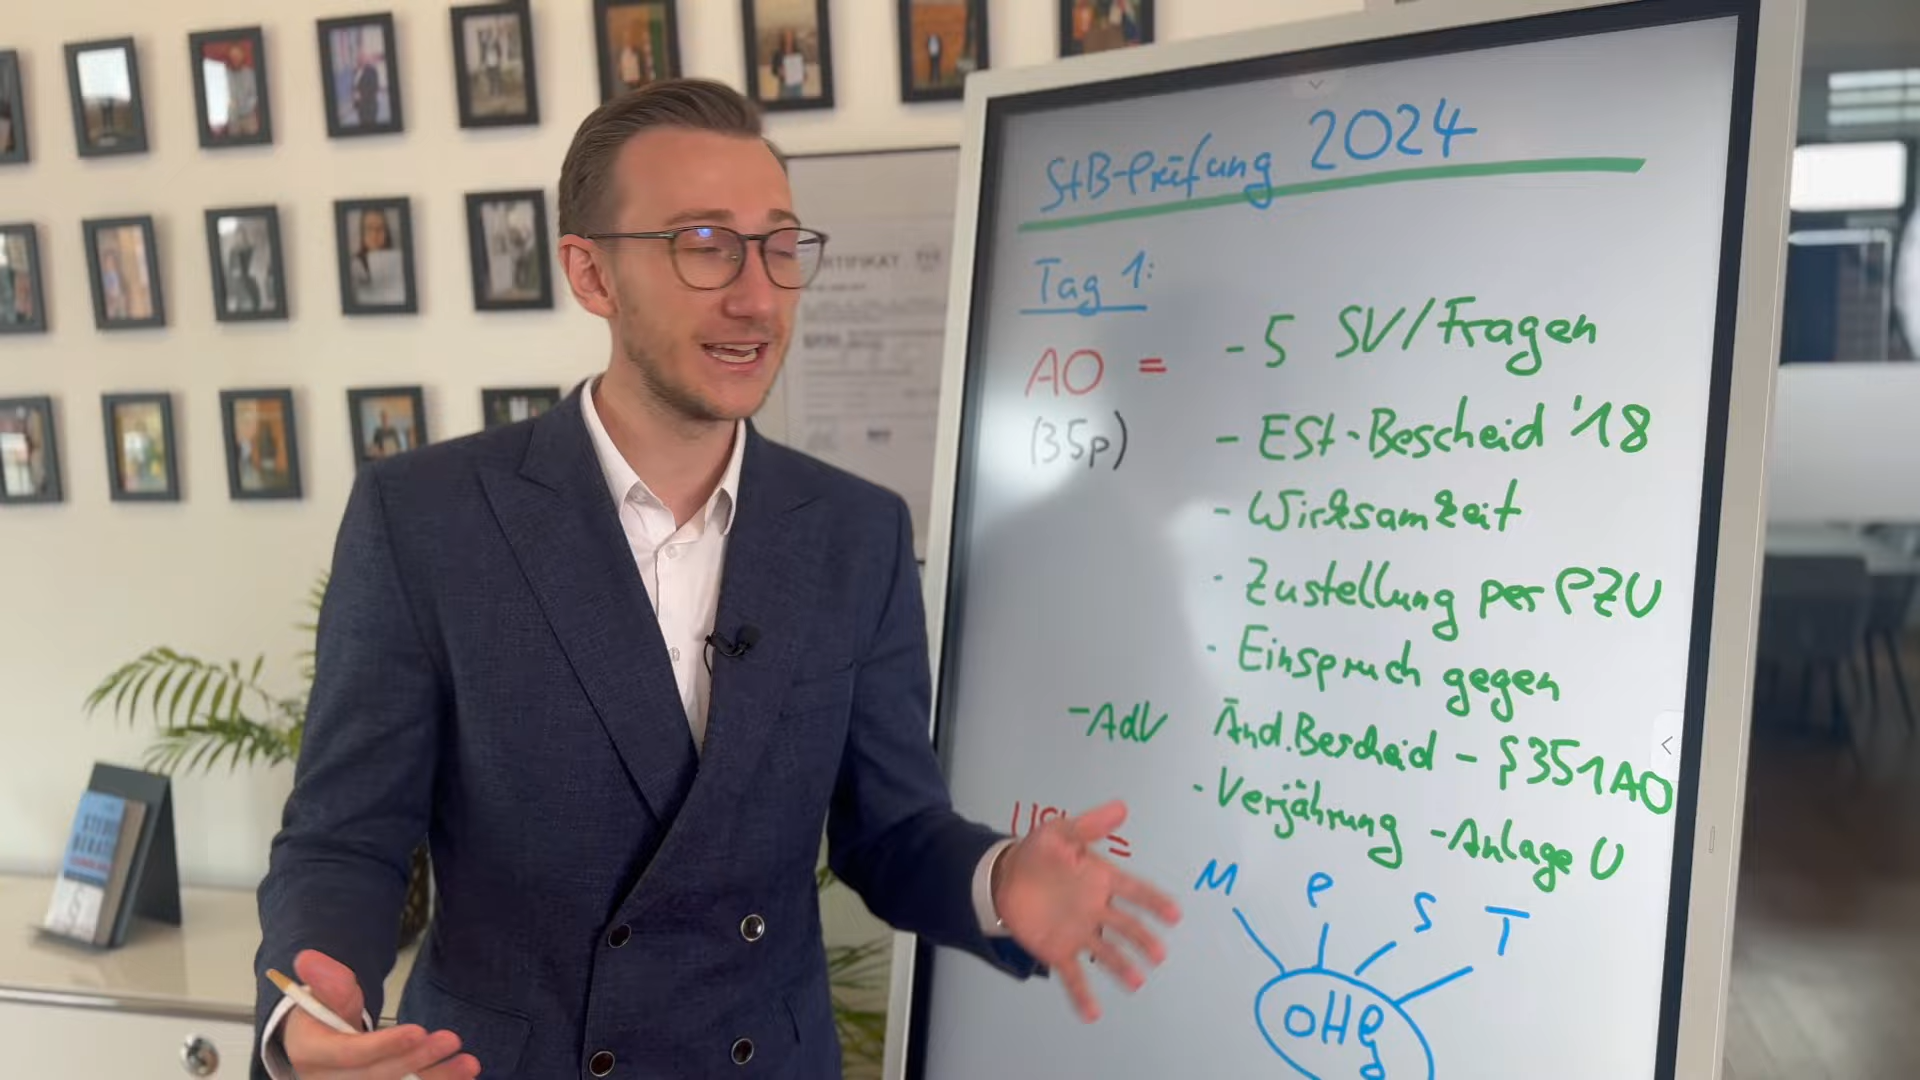 StB-Prüfung 2024
Tag 1:
AO =
(35p)
- 5 SV/Fragen
- ESt-Bescheid '18
- Wirksamkeit
- Zustellung per PZU
- Einspruch gegen
Änd.Bescheid - §351AO
- AdV
- Verjährung - Anlage U
=
M P S T
OHG